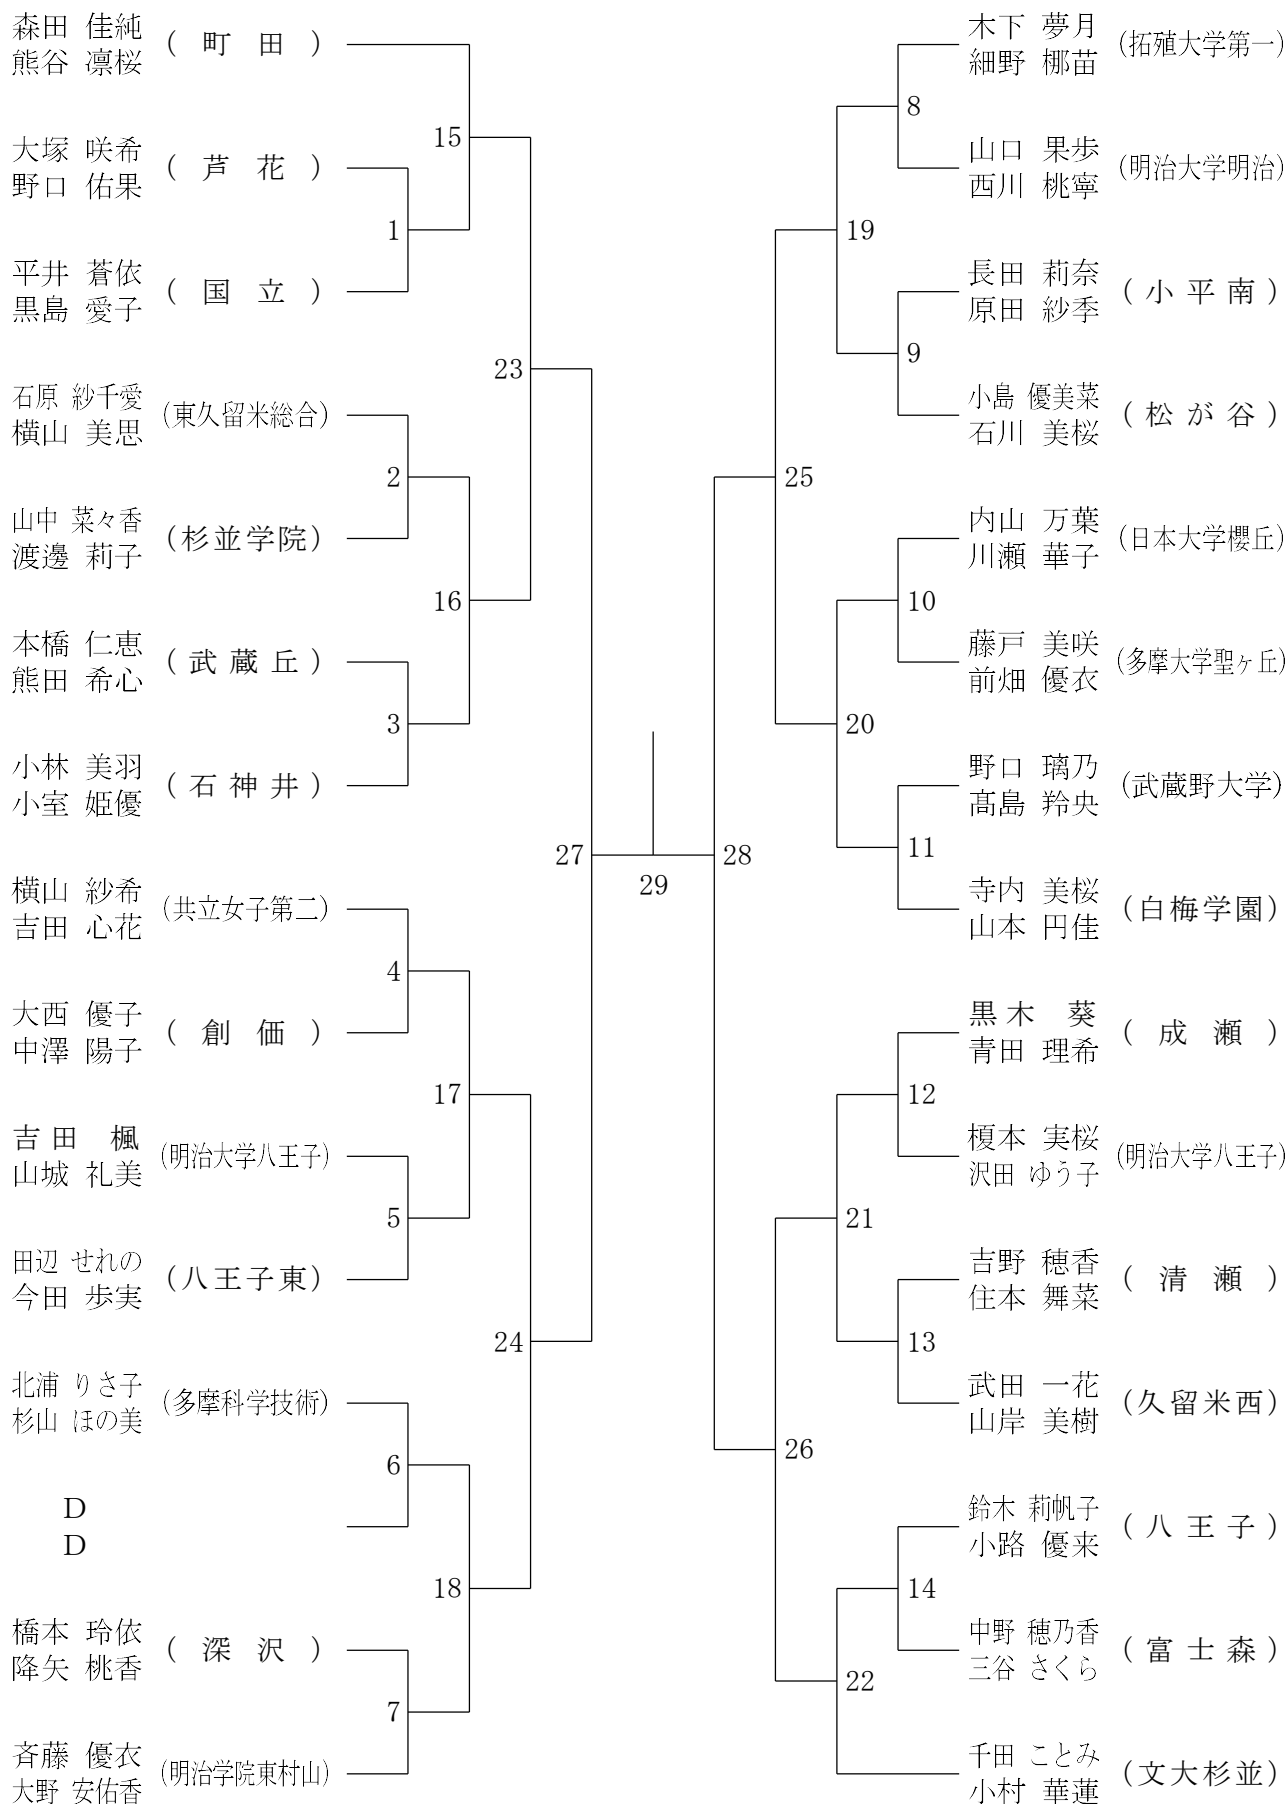 森田 佳純
熊谷 凛桜
( 町 田 )
15
大塚 咲希
野口 佑果
( 芦 花 )
1
平井 蒼依
黒島 愛子
( 国 立 )
23
石原 紗千愛
横山 美思
(東久留米総合)
2
山中 菜々香
渡邊 莉子
(杉並学院)
16
本橋 仁恵
熊田 希心
( 武 蔵 丘 )
3
小林 美羽
小室 姫優
( 石 神 井 )
27
横山 紗希
吉田 心花
(共立女子第二)
4
大西 優子
中澤 陽子
( 創 価 )
17
吉田 楓
山城 礼美
(明治大学八王子)
5
田辺 せれの
今田 歩実
(八王子東)
24
北浦 りさ子
杉山 ほの美
(多摩科学技術)
6
D
D
18
橋本 玲依
降矢 桃香
( 深 沢 )
7
斉藤 優衣
大野 安佑香
(明治学院東村山)
29
木下 夢月
細野 梛苗
(拓殖大学第一)
8
山口 果歩
西川 桃寧
(明治大学明治)
19
長田 莉奈
原田 紗季
( 小 平 南 )
9
小島 優美菜
石川 美桜
( 松 が 谷 )
25
内山 万葉
川瀬 華子
(日本大学櫻丘)
10
藤戸 美咲
前畑 優衣
(多摩大学聖ヶ丘)
20
野口 璃乃
髙島 羚央
(武蔵野大学)
11
寺内 美桜
山本 円佳
(白梅学園)
28
黒木 葵
青田 理希
( 成 瀬 )
12
榎本 実桜
沢田 ゆう子
(明治大学八王子)
21
吉野 穂香
住本 舞菜
( 清 瀬 )
13
武田 一花
山岸 美樹
(久留米西)
26
鈴木 莉帆子
小路 優来
( 八 王 子 )
14
中野 穂乃香
三谷 さくら
( 富 士 森 )
22
千田 ことみ
小村 華蓮
(文大杉並)